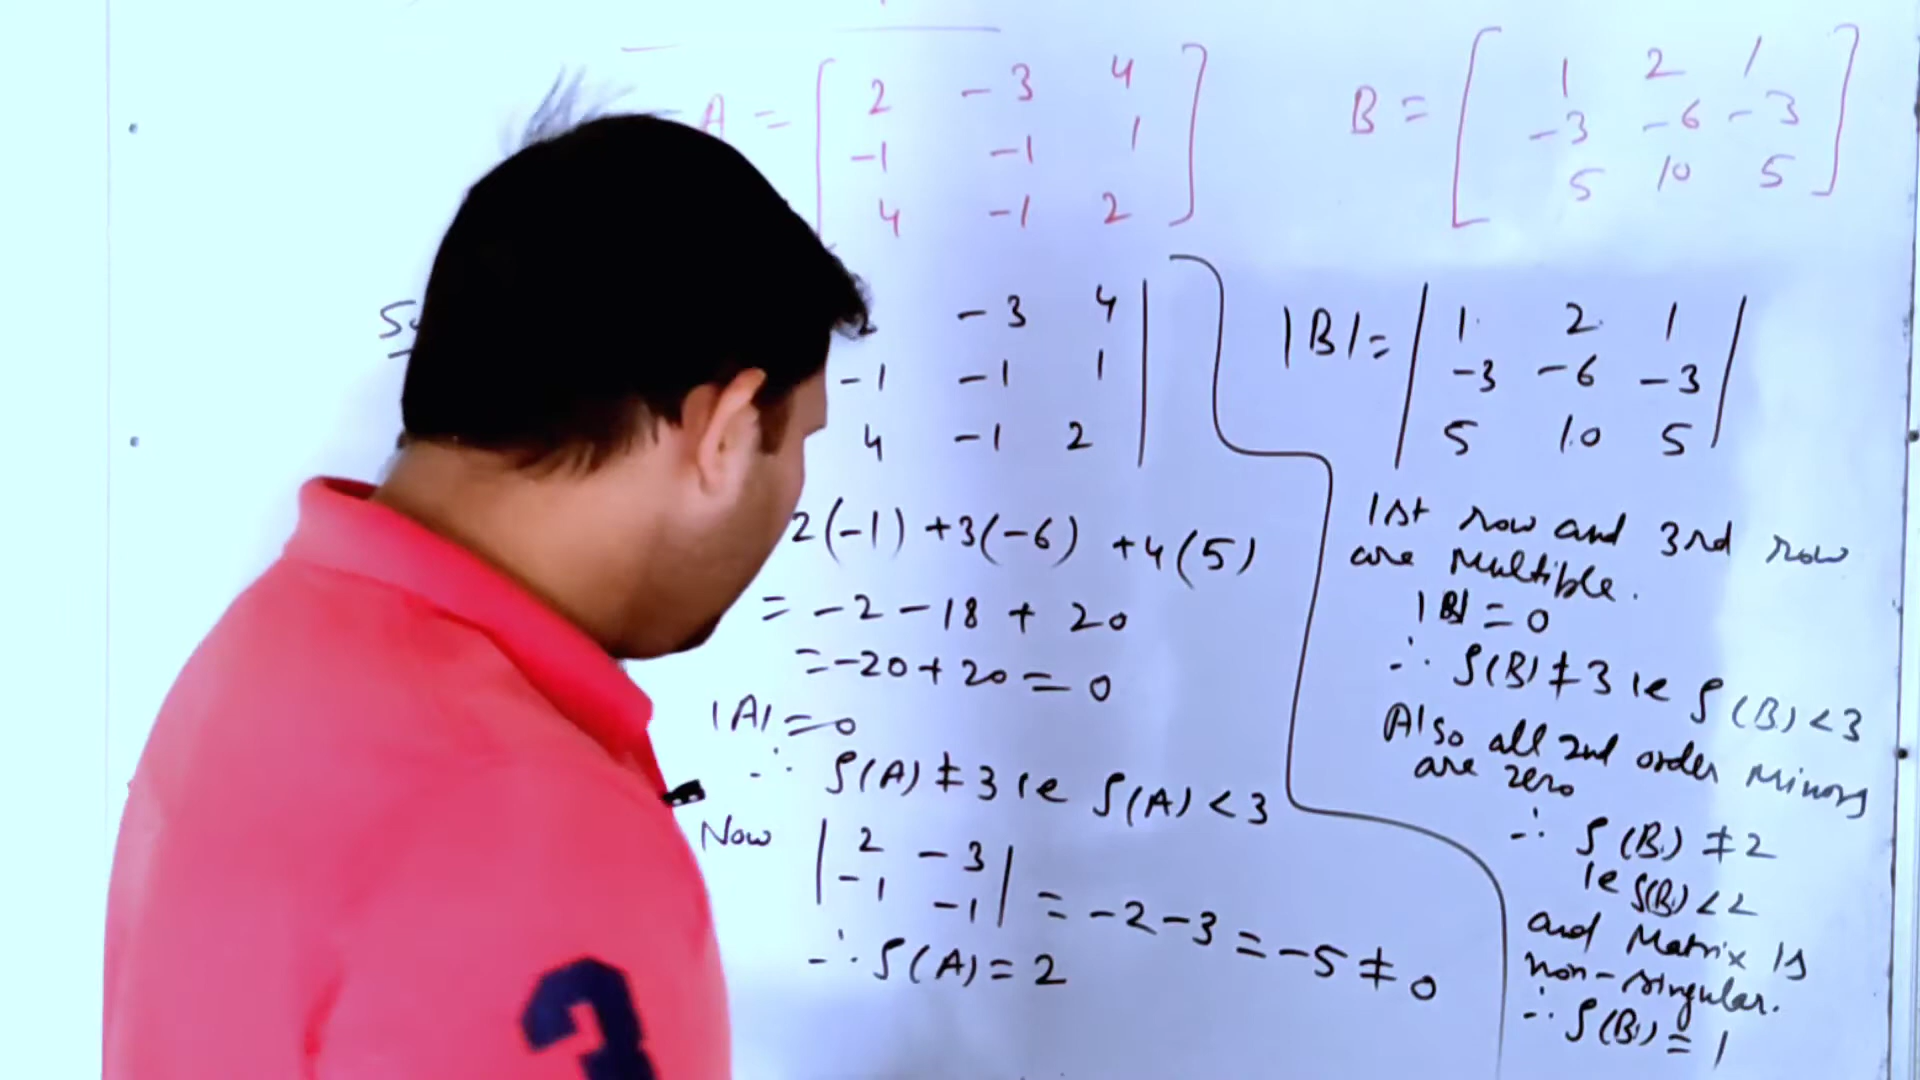 A = [ 2 -3 4
-1 -1 1
4 -1 2 ]
B = [ 1 2 1
-3 -6 -3
5 10 5 ]
-3 4 |
-1 -1 1
4 -1 2
2(-1) +3(-6) +4(5)
= -2 -18 + 20
= -20 + 20 = 0
|A| = 0
∴ ρ(A) ≠ 3 ie ρ(A) < 3
Now | 2 -3 |
| -1 -1 | = -2 -3 = -5 ≠ 0
∴ ρ(A) = 2
|B| = | 1 2 1 |
-3 -6 -3
5 10 5
1st row and 3rd row
are multible.
|B| = 0
∴ ρ(B) ≠ 3 ie ρ(B) < 3
Also all 2nd order minors
are zero
∴ ρ(B) ≠ 2
ie ρ(B) < 2
and Matrix is
non-singular.
∴ ρ(B) = 1